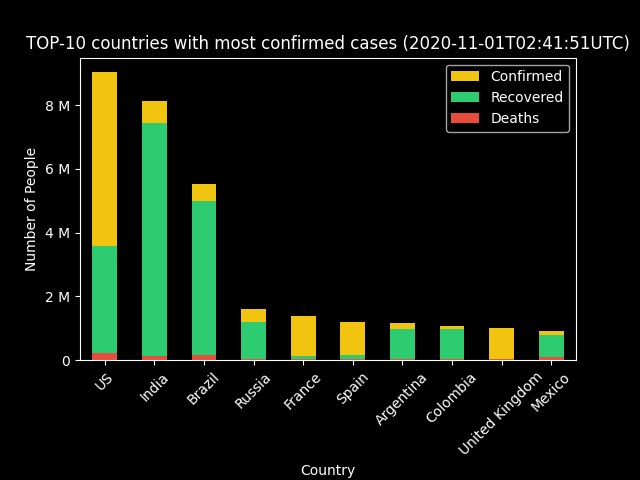 TOP-10 countries with most confirmed cases (2020-11-01T02:41:51UTC)
Confirmed
Recovered
Deaths
Number of People
8 M
6 M
4 M
2 M
0
US
India
Brazil
Russia
France
Spain
Argentina
Colombia
United Kingdom
Mexico
Country